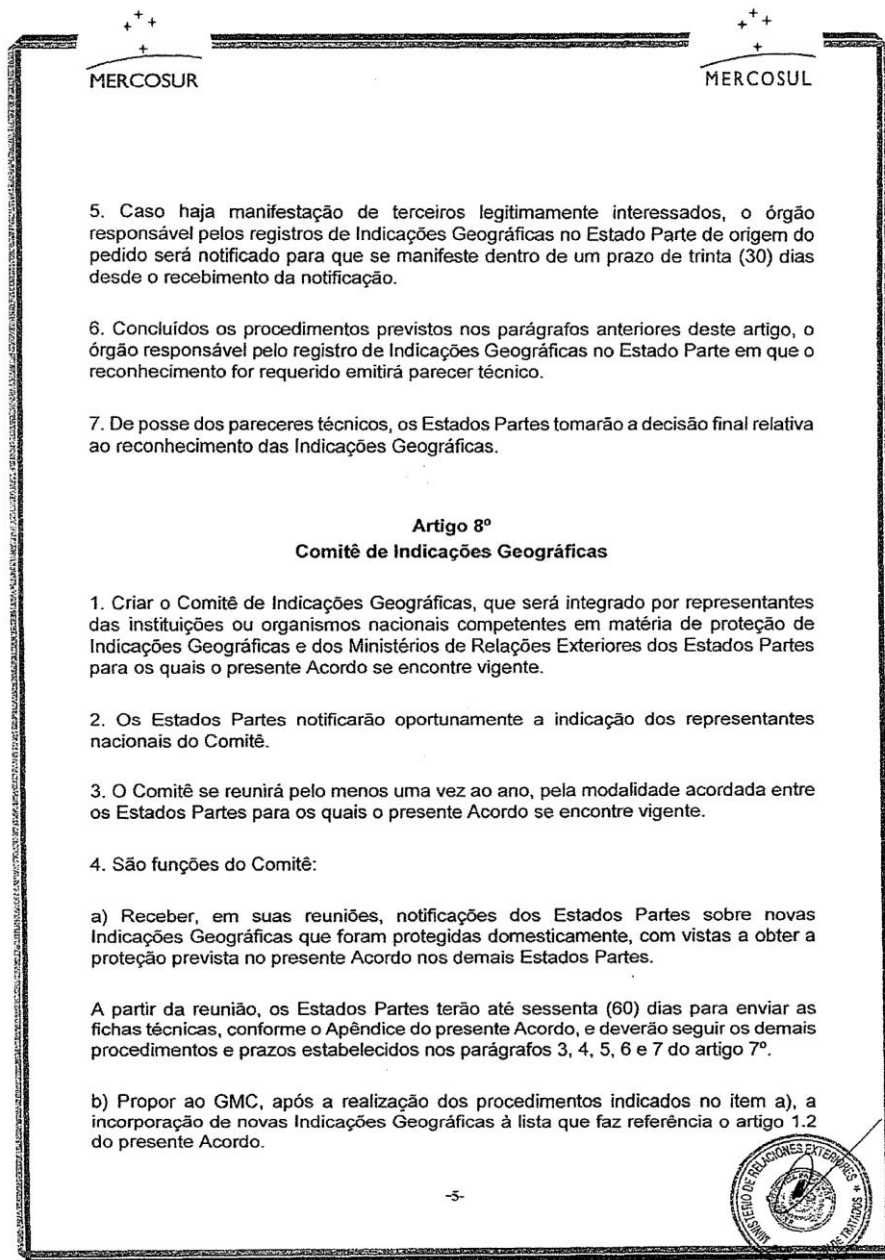 MERCOSUR
MERCOSUL
5. Caso haja manifestação de terceiros legitimamente interessados, o órgão
responsável pelos registros de Indicações Geográficas no Estado Parte de origem do
pedido será notificado para que se manifeste dentro de um prazo de trinta (30) dias
desde o recebimento da notificação.
6. Concluídos os procedimentos previstos nos parágrafos anteriores deste artigo, o
órgão responsável pelo registro de Indicações Geográficas no Estado Parte em que o
reconhecimento for requerido emitirá parecer técnico.
7. De posse dos pareceres técnicos, os Estados Partes tomarão a decisão final relativa
ao reconhecimento das Indicações Geográficas.
Artigo 8º
Comitê de Indicações Geográficas
1. Criar o Comitê de Indicações Geográficas, que será integrado por representantes
das instituições ou organismos nacionais competentes em matéria de proteção de
Indicações Geográficas e dos Ministérios de Relações Exteriores dos Estados Partes
para os quais o presente Acordo se encontre vigente.
2. Os Estados Partes notificarão oportunamente a indicação dos representantes
nacionais do Comitê.
3. O Comitê se reunirá pelo menos uma vez ao ano, pela modalidade acordada entre
os Estados Partes para os quais o presente Acordo se encontre vigente.
4. São funções do Comitê:
a) Receber, em suas reuniões, notificações dos Estados Partes sobre novas
Indicações Geográficas que foram protegidas domesticamente, com vistas a obter a
proteção prevista no presente Acordo nos demais Estados Partes.
A partir da reunião, os Estados Partes terão até sessenta (60) dias para enviar as
fichas técnicas, conforme o Apêndice do presente Acordo, e deverão seguir os demais
procedimentos e prazos estabelecidos nos parágrafos 3, 4, 5, 6 e 7 do artigo 7º.
b) Propor ao GMC, após a realização dos procedimentos indicados no item a), a
incorporação de novas Indicações Geográficas à lista que faz referência o artigo 1.2
do presente Acordo.
-5-
MINISTERIO DE RELACIONES EXTERIORES
DE TRATADOS